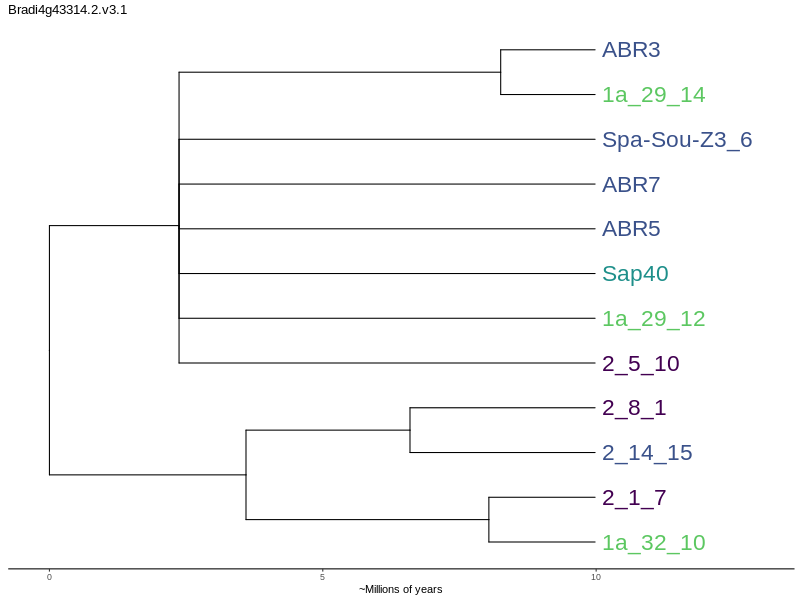 Bradi4g43314.2.v3.1
ABR3
1a_29_14
Spa-Sou-Z3_6
ABR7
ABR5
Sap40
1a_29_12
2_5_10
2_8_1
2_14_15
2_1_7
1a_32_10
0 5 10
~Millions of years